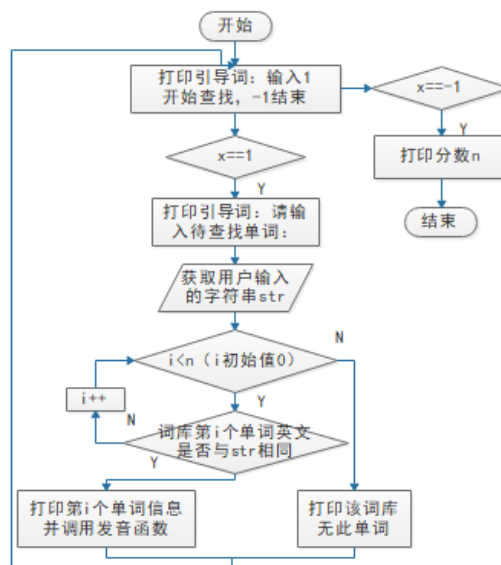 开始
打印引导词：输入1
开始查找，-1结束
x==-1
Y
打印分数n
结束
x==1
Y
打印引导词：请输
入待查找单词：
获取用户输入
的字符串str
N
i<n（i初始值0）
i++
Y
N
词库第i个单词英文
是否与str相同
Y
打印第i个单词信息
并调用发音函数
打印该词库
无此单词